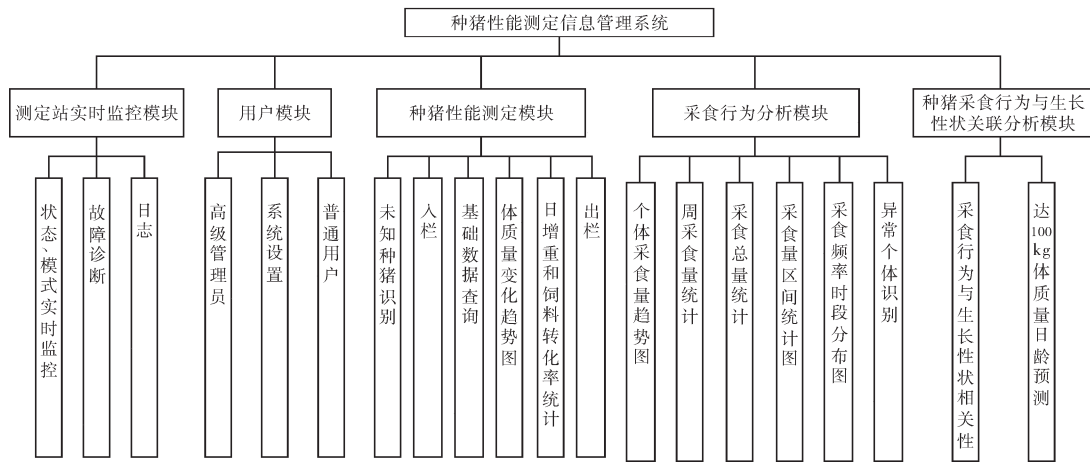 种猪性能测定信息管理系统
测定站实时监控模块
用户模块
种猪性能测定模块
采食行为分析模块
种猪采食行为与生长
性状关联分析模块
状态、模式实时监控
故障诊断
日志
高级管理员
系统设置
普通用户
未知种猪识别
入栏
基础数据查询
体质量变化趋势图
日增重和饲料转化率统计
出栏
个体采食量趋势图
周采食量统计
采食总量统计
采食量区间统计图
采食频率时段分布图
异常个体识别
采食行为与生长性状相关性
达100kg体质量日龄预测